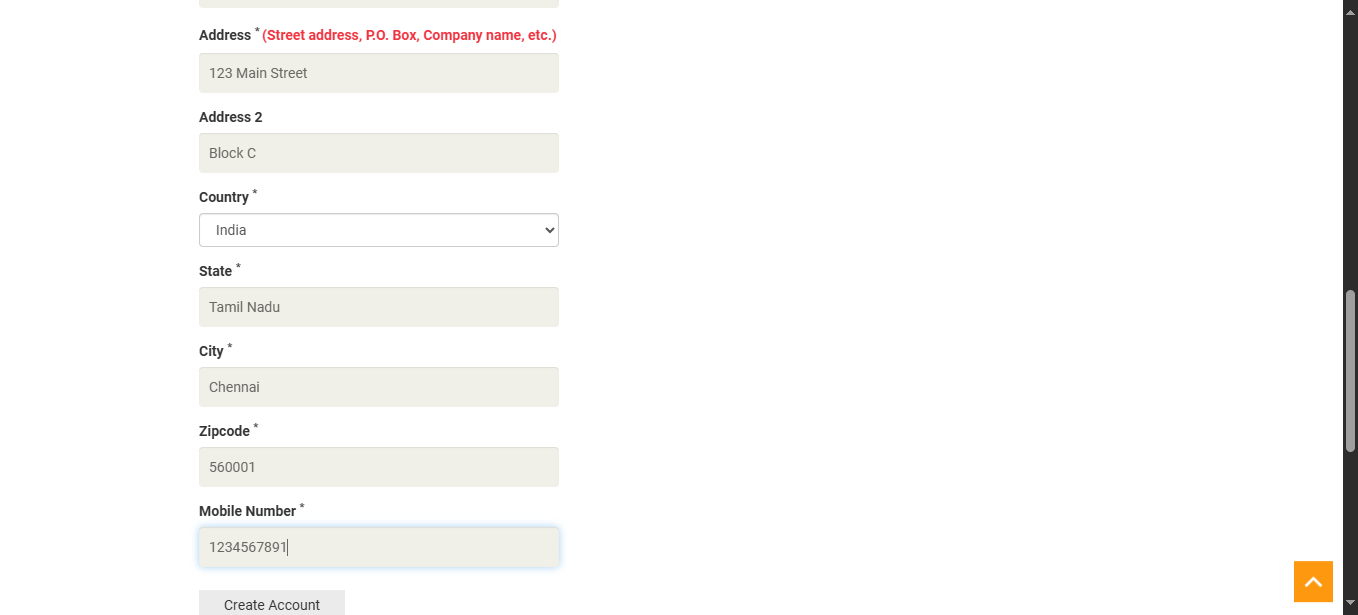 Address * (Street address, P.O. Box, Company name, etc.)
123 Main Street
Address 2
Block C
Country *
India
State *
Tamil Nadu
City *
Chennai
Zipcode *
560001
Mobile Number *
1234567891
Create Account